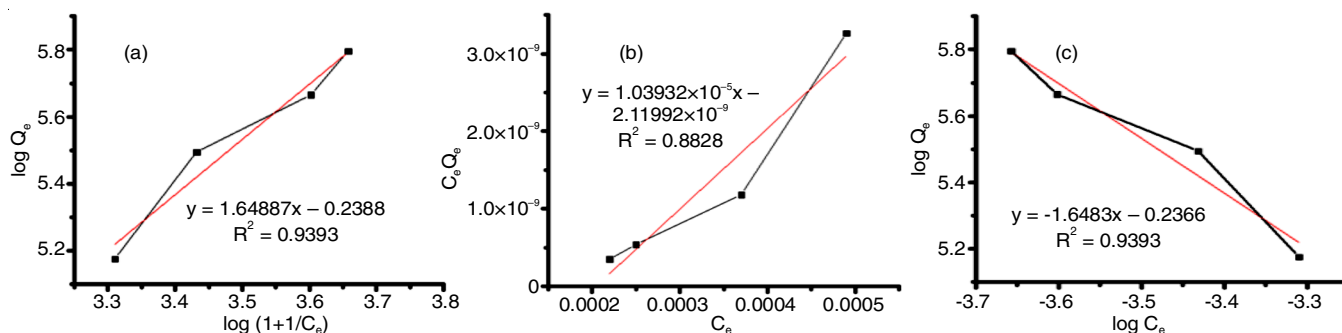 (a)
5.8
5.6
5.4
5.2
log Qₑ
y = 1.64887x – 0.2388
R² = 0.9393
3.3 3.4 3.5 3.6 3.7 3.8
log (1+1/Cₑ)
(b)
3.0×10⁻⁹
2.0×10⁻⁹
1.0×10⁻⁹
0
CₑQₑ
y = 1.03932×10⁻⁵x –
2.11992×10⁻⁹
R² = 0.8828
0.0002 0.0003 0.0004 0.0005
Cₑ
(c)
5.8
5.6
5.4
5.2
log Qₑ
y = -1.6483x – 0.2366
R² = 0.9393
-3.7 -3.6 -3.5 -3.4 -3.3
log Cₑ